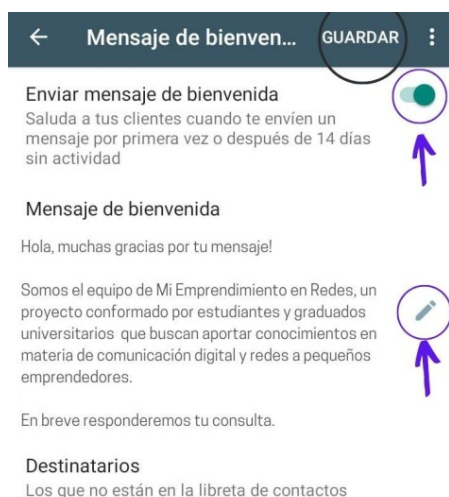 Mensaje de bienven... GUARDAR
Enviar mensaje de bienvenida
Saluda a tus clientes cuando te envíen un
mensaje por primera vez o después de 14 días
sin actividad
Mensaje de bienvenida
Hola, muchas gracias por tu mensaje!
Somos el equipo de Mi Emprendimiento en Redes, un
proyecto conformado por estudiantes y graduados
universitarios que buscan aportar conocimientos en
materia de comunicación digital y redes a pequeños
emprendedores.
En breve responderemos tu consulta.
Destinatarios
Los que no están en la libreta de contactos